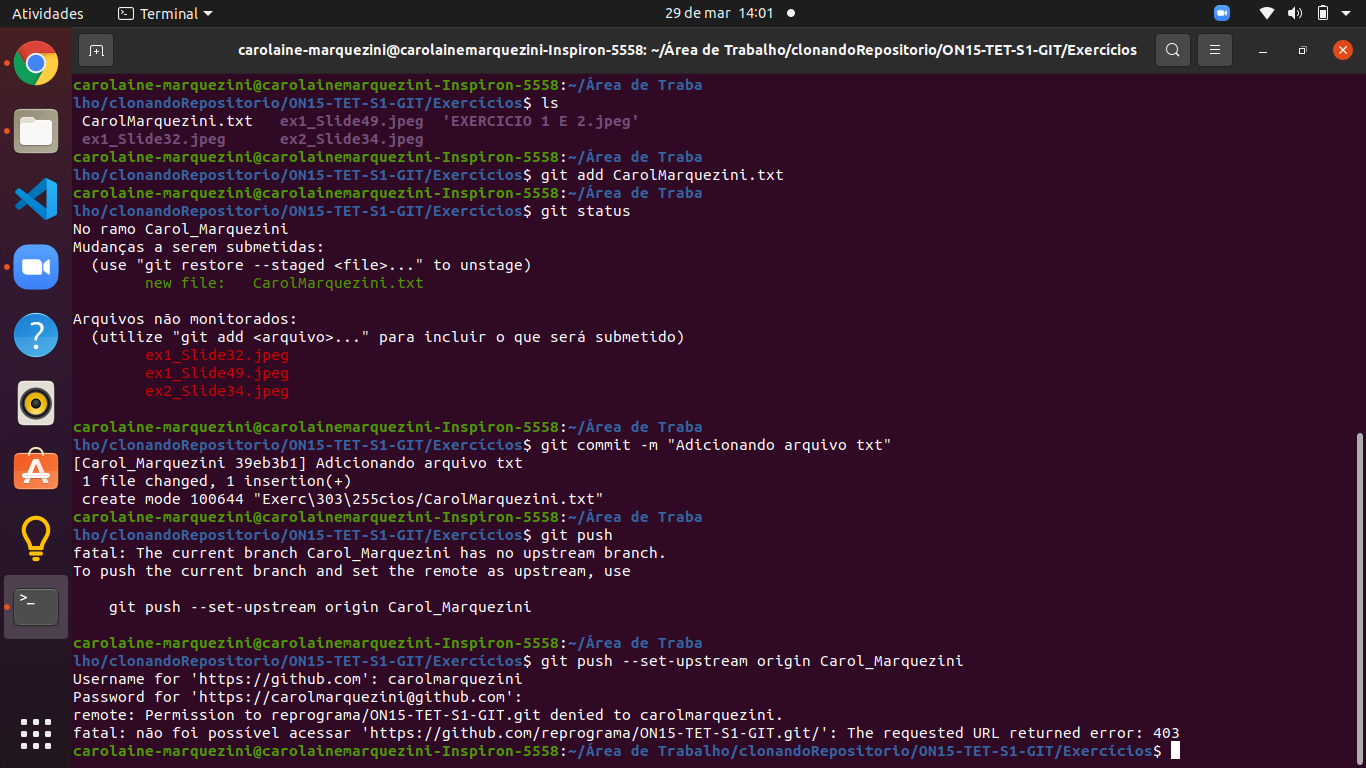 Atividades
Terminal
29 de mar 14:01
carolaine-marquezini@carolainemarquezini-Inspiron-5558: ~/Área de Trabalho/clonandoRepositorio/ON15-TET-S1-GIT/Exercícios
carolaine-marquezini@carolainemarquezini-Inspiron-5558:~/Área de Traba
lho/clonandoRepositorio/ON15-TET-S1-GIT/Exercícios$ ls
 CarolMarquezini.txt   ex1_Slide49.jpeg  'EXERCICIO 1 E 2.jpeg'
 ex1_Slide32.jpeg      ex2_Slide34.jpeg
carolaine-marquezini@carolainemarquezini-Inspiron-5558:~/Área de Traba
lho/clonandoRepositorio/ON15-TET-S1-GIT/Exercícios$ git add CarolMarquezini.txt
carolaine-marquezini@carolainemarquezini-Inspiron-5558:~/Área de Traba
lho/clonandoRepositorio/ON15-TET-S1-GIT/Exercícios$ git status
No ramo Carol_Marquezini
Mudanças a serem submetidas:
  (use "git restore --staged <file>..." to unstage)
        new file:   CarolMarquezini.txt
Arquivos não monitorados:
  (utilize "git add <arquivo>..." para incluir o que será submetido)
        ex1_Slide32.jpeg
        ex1_Slide49.jpeg
        ex2_Slide34.jpeg
carolaine-marquezini@carolainemarquezini-Inspiron-5558:~/Área de Traba
lho/clonandoRepositorio/ON15-TET-S1-GIT/Exercícios$ git commit -m "Adicionando arquivo txt"
[Carol_Marquezini 39eb3b1] Adicionando arquivo txt
 1 file changed, 1 insertion(+)
 create mode 100644 "Exerc\303\255cios/CarolMarquezini.txt"
carolaine-marquezini@carolainemarquezini-Inspiron-5558:~/Área de Traba
lho/clonandoRepositorio/ON15-TET-S1-GIT/Exercícios$ git push
fatal: The current branch Carol_Marquezini has no upstream branch.
To push the current branch and set the remote as upstream, use
    git push --set-upstream origin Carol_Marquezini
carolaine-marquezini@carolainemarquezini-Inspiron-5558:~/Área de Traba
lho/clonandoRepositorio/ON15-TET-S1-GIT/Exercícios$ git push --set-upstream origin Carol_Marquezini
Username for 'https://github.com': carolmarquezini
Password for 'https://carolmarquezini@github.com':
remote: Permission to reprograma/ON15-TET-S1-GIT.git denied to carolmarquezini.
fatal: não foi possível acessar 'https://github.com/reprograma/ON15-TET-S1-GIT.git/': The requested URL returned error: 403
carolaine-marquezini@carolainemarquezini-Inspiron-5558:~/Área de Trabalho/clonandoRepositorio/ON15-TET-S1-GIT/Exercícios$